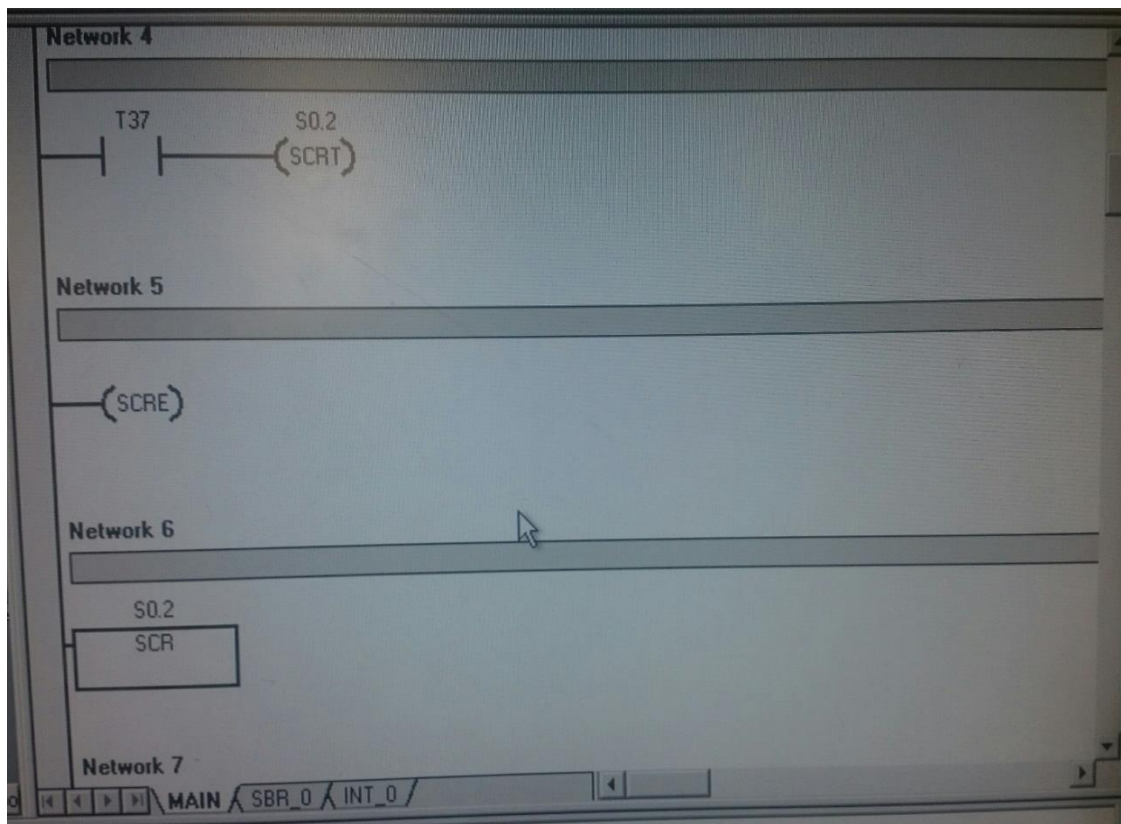 Network 4
T37 S0.2
SCRT
Network 5
SCRE
Network 6
S0.2
SCR
Network 7
MAIN SBR_0 INT_0